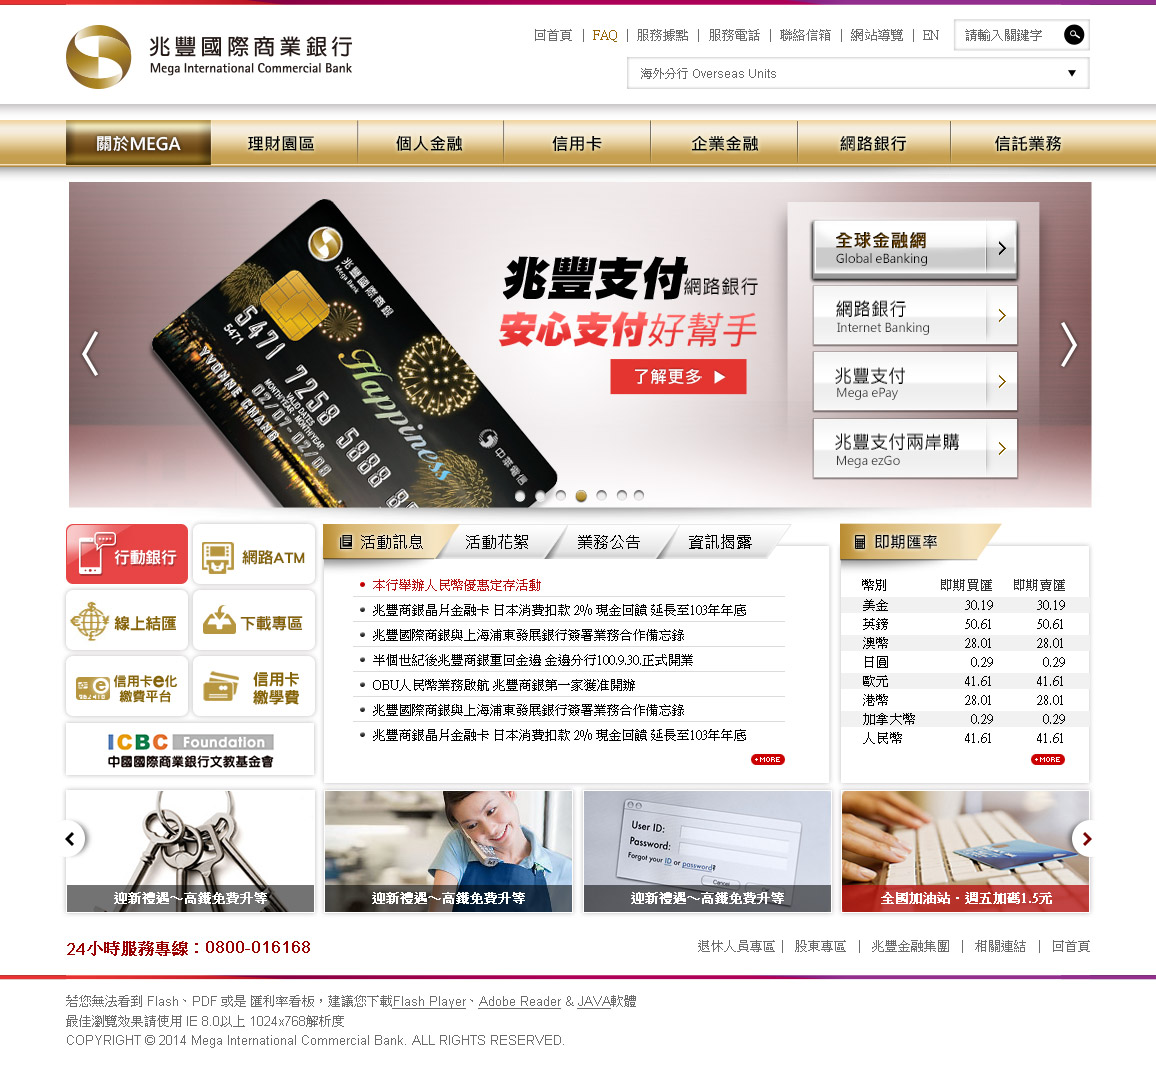 兆豐國際商業銀行
Mega International Commercial Bank
回首頁 | FAQ | 服務據點 | 服務電話 | 聯絡信箱 | 網站導覽 | EN
請輸入關鍵字
海外分行 Overseas Units
關於MEGA
理財園區
個人金融
信用卡
企業金融
網路銀行
信託業務
兆豐國際商銀
Mega Bank
5471 7258 5888
5471
VALID DATES
MONTH/YEAR - MONTH/YEAR
02/07-02/09
YVONNE CHANG
Happiness
中華電信
兆豐支付網路銀行
安心支付好幫手
了解更多
全球金融網
Global eBanking
網路銀行
Internet Banking
兆豐支付
Mega ePay
兆豐支付兩岸購
Mega ezGo
行動銀行
網路ATM
線上結匯
下載專區
信用卡e化
繳費平台
信用卡
繳學費
ICBC Foundation
中國國際商業銀行文教基金會
活動訊息
活動花絮
業務公告
資訊揭露
本行舉辦人民幣優惠定存活動
兆豐商銀晶片金融卡 日本消費扣款 2% 現金回饋 延長至103年年底
兆豐國際商銀與上海浦東發展銀行簽署業務合作備忘錄
半個世紀後兆豐商銀重回金邊 金邊分行100.9.30.正式開業
OBU人民幣業務啟航 兆豐商銀第一家獲准開辦
兆豐國際商銀與上海浦東發展銀行簽署業務合作備忘錄
兆豐商銀晶片金融卡 日本消費扣款 2% 現金回饋 延長至103年年底
+MORE
即期匯率
幣別 即期買匯 即期賣匯
美金 30.19 30.19
英鎊 50.61 50.61
澳幣 28.01 28.01
日圓 0.29 0.29
歐元 41.61 41.61
港幣 28.01 28.01
加拿大幣 0.29 0.29
人民幣 41.61 41.61
+MORE
迎新禮遇～高鐵免費升等
迎新禮遇～高鐵免費升等
User ID:
Password:
Forgot your ID or password?
Cancel
迎新禮遇～高鐵免費升等
全國加油站・週五加碼1.5元
24小時服務專線：0800-016168
退休人員專區 | 股東專區 | 兆豐金融集團 | 相關連結 | 回首頁
若您無法看到 Flash、PDF 或是 匯利率看板，建議您下載Flash Player、Adobe Reader & JAVA軟體
最佳瀏覽效果請使用 IE 8.0以上 1024x768解析度
COPYRIGHT © 2014 Mega International Commercial Bank. ALL RIGHTS RESERVED.